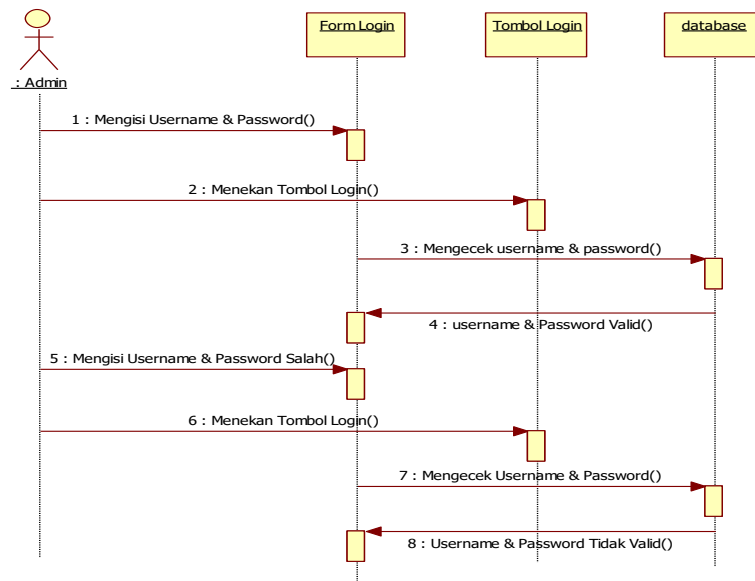 Form Login
Tombol Login
database
: Admin
1 : Mengisi Username & Password()
2 : Menekan Tombol Login()
3 : Mengecek username & password()
4 : username & Password Valid()
5 : Mengisi Username & Password Salah()
6 : Menekan Tombol Login()
7 : Mengecek Username & Password()
8 : Username & Password Tidak Valid()